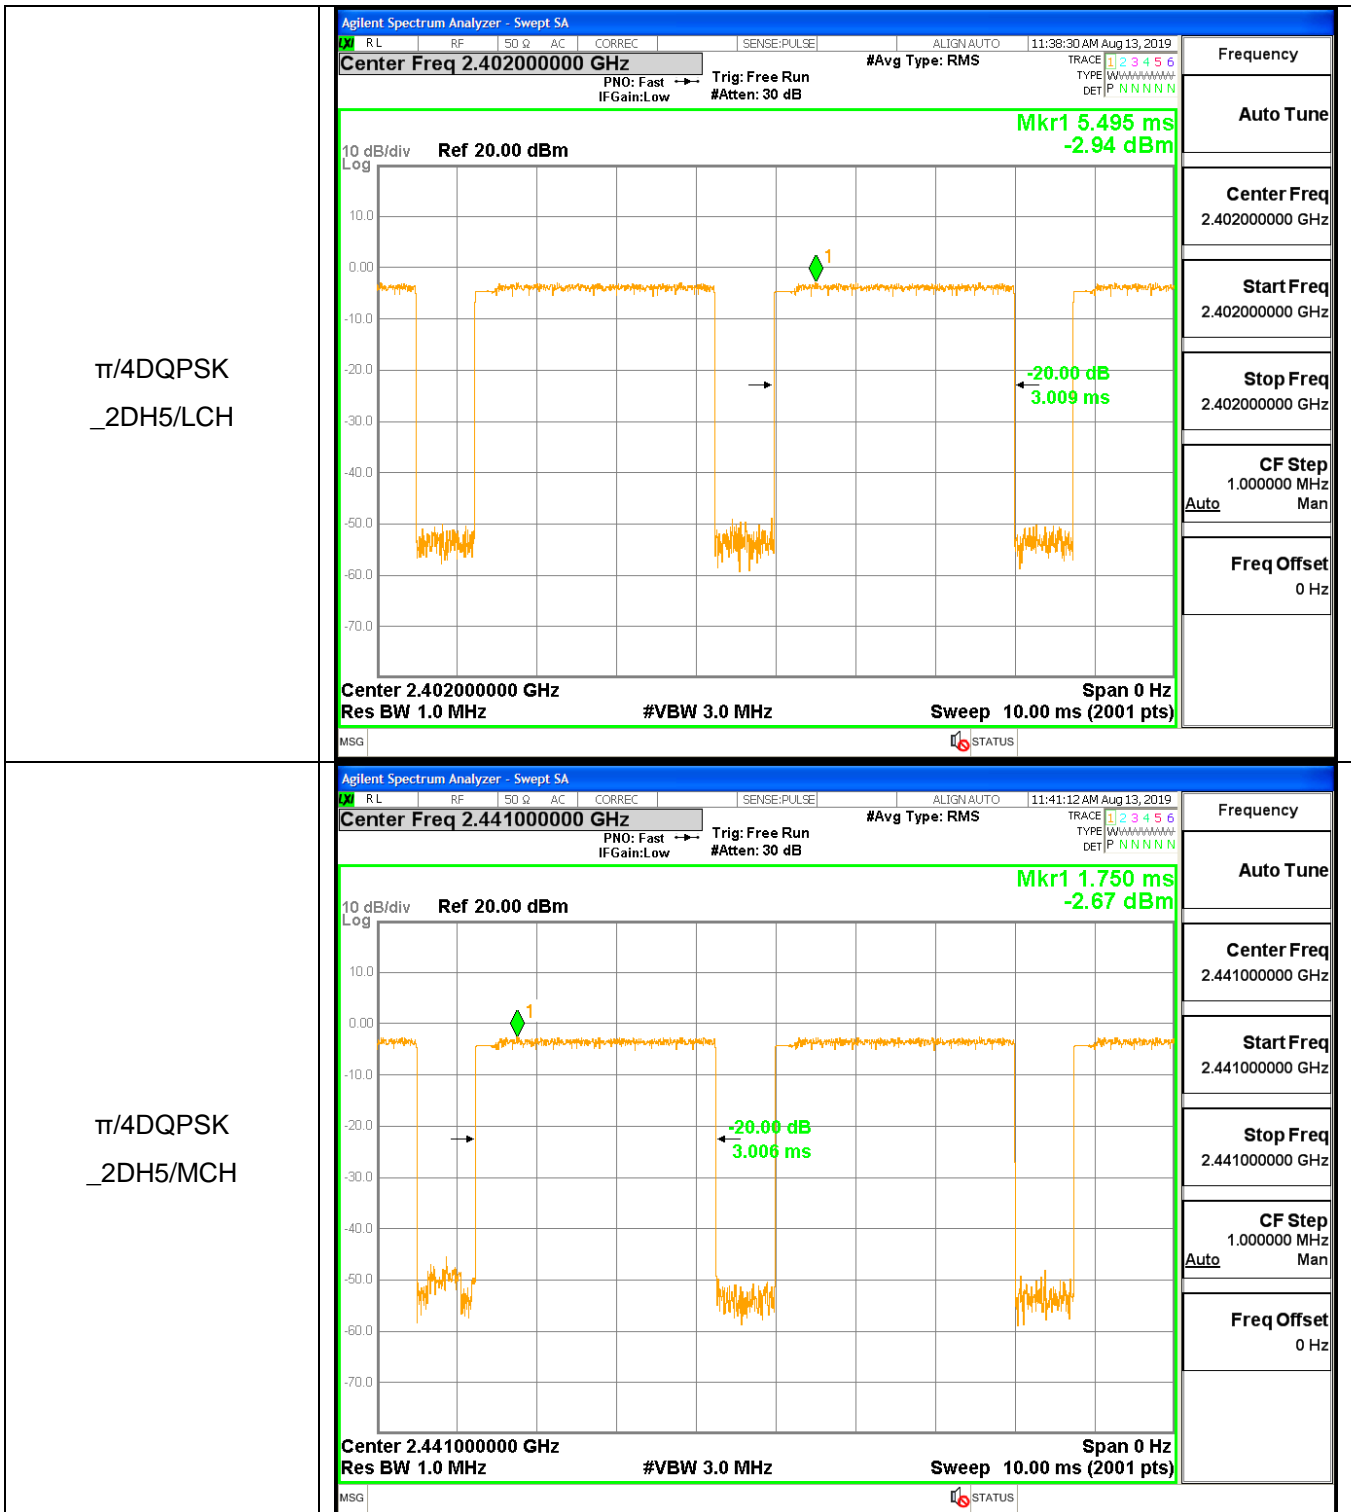 π/4DQPSK
_2DH5/LCH
Agilent Spectrum Analyzer - Swept SA
LXI RL RF 50 Ω AC CORREC SENSE:PULSE ALIGNAUTO 11:38:30 AM Aug 13, 2019
Center Freq 2.402000000 GHz #Avg Type: RMS TRACE 1 2 3 4 5 6
PNO: Fast Trig: Free Run TYPE
IFGain:Low #Atten: 30 dB DET P N N N N N
Mkr1 5.495 ms
10 dB/div Ref 20.00 dBm -2.94 dBm
Log
10.0
0.00
1
-10.0
-20.0
-20.00 dB
3.009 ms
-30.0
-40.0
-50.0
-60.0
-70.0
Center 2.402000000 GHz Span 0 Hz
Res BW 1.0 MHz #VBW 3.0 MHz Sweep 10.00 ms (2001 pts)
MSG STATUS
Frequency
Auto Tune
Center Freq
2.402000000 GHz
Start Freq
2.402000000 GHz
Stop Freq
2.402000000 GHz
CF Step
1.000000 MHz
Auto Man
Freq Offset
0 Hz
π/4DQPSK
_2DH5/MCH
Agilent Spectrum Analyzer - Swept SA
LXI RL RF 50 Ω AC CORREC SENSE:PULSE ALIGNAUTO 11:41:12 AM Aug 13, 2019
Center Freq 2.441000000 GHz #Avg Type: RMS TRACE 1 2 3 4 5 6
PNO: Fast Trig: Free Run TYPE
IFGain:Low #Atten: 30 dB DET P N N N N N
Mkr1 1.750 ms
10 dB/div Ref 20.00 dBm -2.67 dBm
Log
10.0
0.00
1
-10.0
-20.0
-20.00 dB
3.006 ms
-30.0
-40.0
-50.0
-60.0
-70.0
Center 2.441000000 GHz Span 0 Hz
Res BW 1.0 MHz #VBW 3.0 MHz Sweep 10.00 ms (2001 pts)
MSG STATUS
Frequency
Auto Tune
Center Freq
2.441000000 GHz
Start Freq
2.441000000 GHz
Stop Freq
2.441000000 GHz
CF Step
1.000000 MHz
Auto Man
Freq Offset
0 Hz